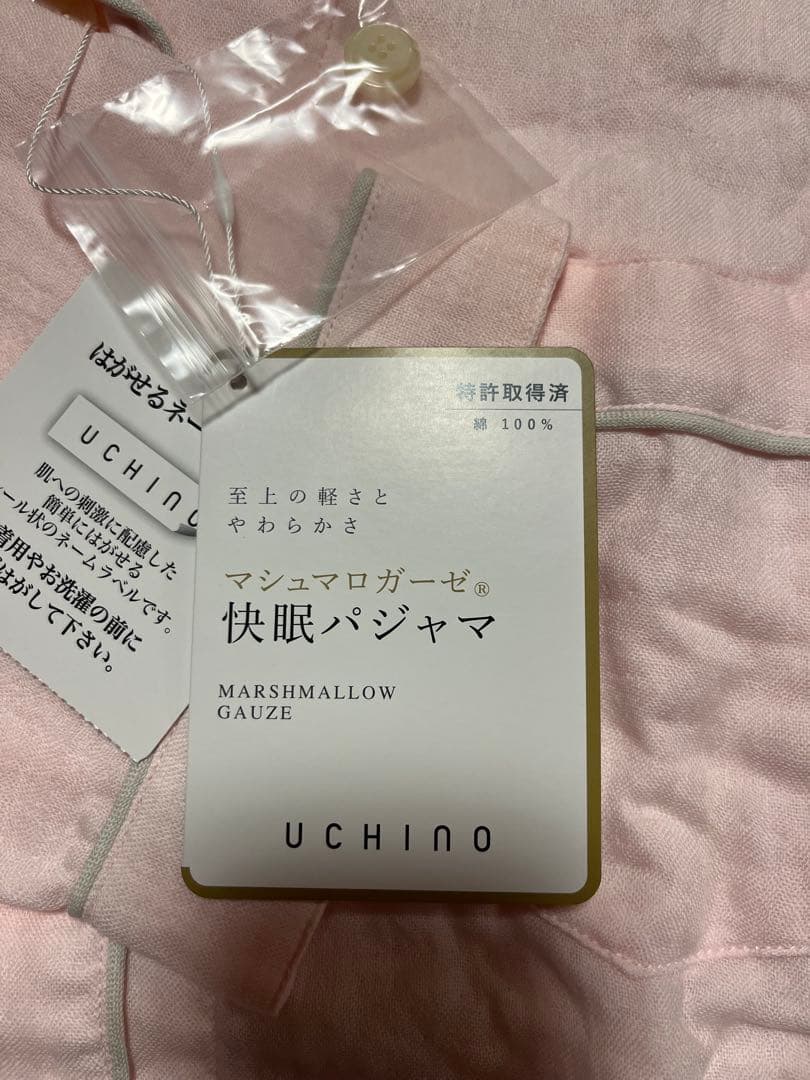 特許取得済
綿 100%
至上の軽さと
やわらかさ
マシュマロガーゼ®
快眠パジャマ
MARSHMALLOW
GAUZE
UCHINO
はがせるネー
UCHINO
肌への刺激に配慮した
簡単にはがせる
ール状のネームラベルです。
着用やお洗濯の前に
はがして下さい。